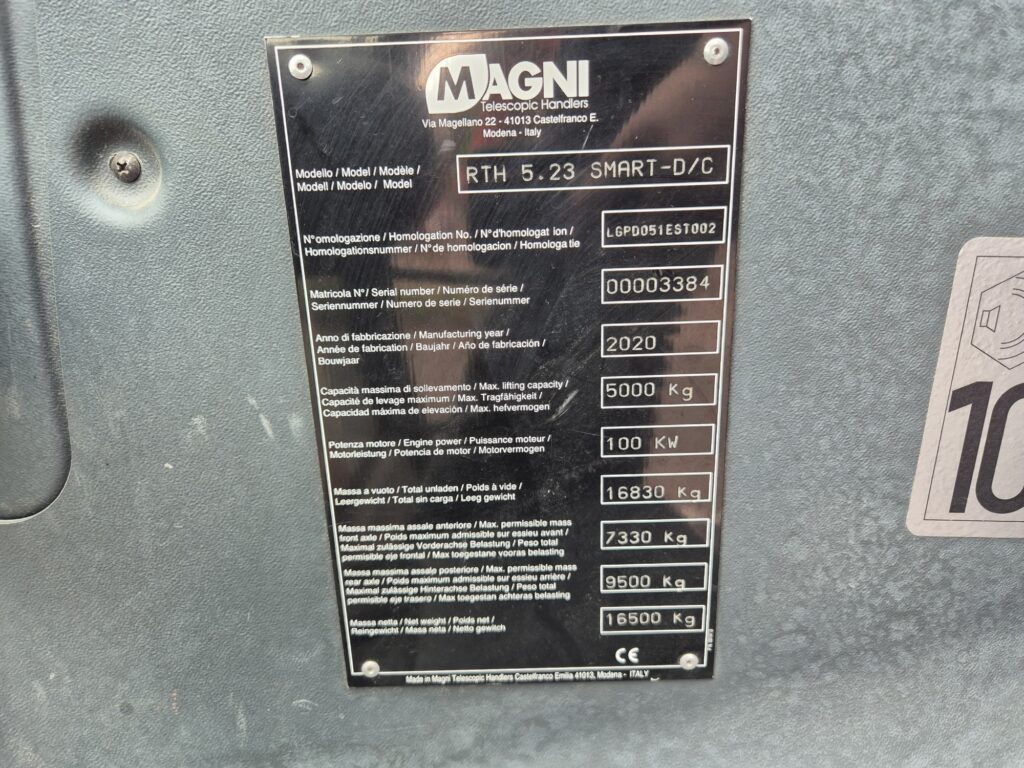 MAGNI
Telescopic Handlers
Via Magellano 22 - 41013 Castelfranco E.
Modena - Italy
Modello / Model / Modèle /
Modell / Modelo / Model
RTH 5.23 SMART-D/C
N°omologazione / Homologation No. / N°d'homologat ion /
Homologationsnummer / N°de homologacion / Homologa tie
LGPD051EST002
Matricola N°/ Serial number / Numéro de série /
Seriennummer / Numero de serie / Serienummer
00003384
Anno di fabbricazione / Manufacturing year /
Année de fabrication / Baujahr / Año de fabricación /
Bouwjaar
2020
Capacità massima di sollevamento / Max. lifting capacity /
Capacité de levage maximum / Max. Tragfähigkeit /
Capacidad máxima de elevación / Max. hefvermogen
5000 Kg
Potenza motore / Engine power / Puissance moteur /
Motorleistung / Potencia de motor / Motorvermogen
100 KW
Massa a vuoto / Total unladen / Poids à vide /
Leergewicht / Total sin carga / Leeg gewicht
16830 Kg
Massa massima assale anteriore / Max. permissible mass
front axle / Poids maximum admissible sur essieu avant /
Maximal zulässige Vorderachse Belastung / Peso total
permisible eje frontal / Max toegestane vooras belasting
7330 Kg
Massa massima assale posteriore / Max. permissible mass
rear axle / Poids maximum admissible sur essieu arrière /
Maximal zulässige Hinterachse Belastung / Peso total
permisible eje trasero / Max toegestan achteras belasting
9500 Kg
Massa netta / Net weight / Poids net /
Reingewicht / Mass neta / Netto gewitch
16500 Kg
CE
Made in Magni Telescopic Handlers Castelfranco Emilia 41013, Modena - ITALY
10